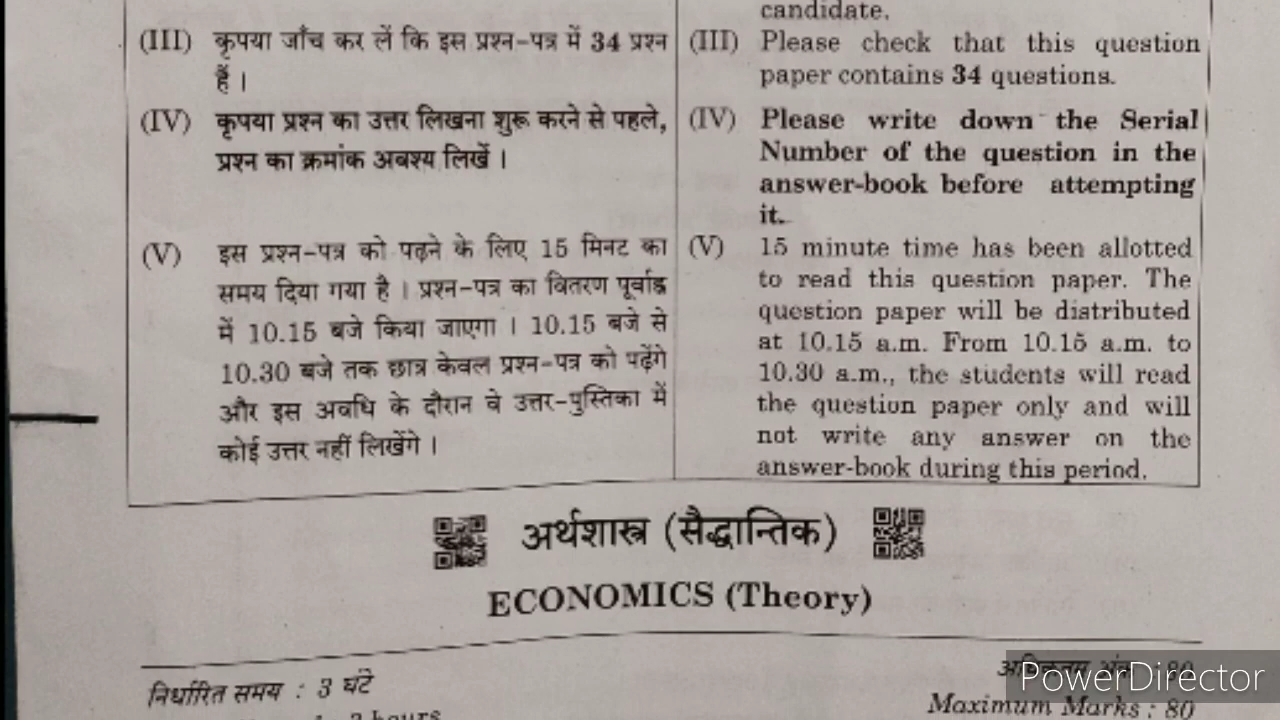 (III) कृपया जाँच कर लें कि इस प्रश्न-पत्र में 34 प्रश्न
हैं ।
(IV) कृपया प्रश्न का उत्तर लिखना शुरू करने से पहले,
प्रश्न का क्रमांक अवश्य लिखें ।
(V) इस प्रश्न-पत्र को पढ़ने के लिए 15 मिनट का
समय दिया गया है । प्रश्न-पत्र का वितरण पूर्वाह्न
में 10.15 बजे किया जाएगा । 10.15 बजे से
10.30 बजे तक छात्र केवल प्रश्न-पत्र को पढ़ेंगे
और इस अवधि के दौरान वे उत्तर-पुस्तिका में
कोई उत्तर नहीं लिखेंगे ।
candidate.
(III) Please check that this question
paper contains 34 questions.
(IV) Please write down the Serial
Number of the question in the
answer-book before attempting
it.
(V) 15 minute time has been allotted
to read this question paper. The
question paper will be distributed
at 10.15 a.m. From 10.15 a.m. to
10.30 a.m., the students will read
the question paper only and will
not write any answer on the
answer-book during this period.
अर्थशास्त्र (सैद्धान्तिक)
ECONOMICS (Theory)
निर्धारित समय : 3 घंटे
अधिकतम अंक : 80
3 hours
Maximum Marks : 80
PowerDirector